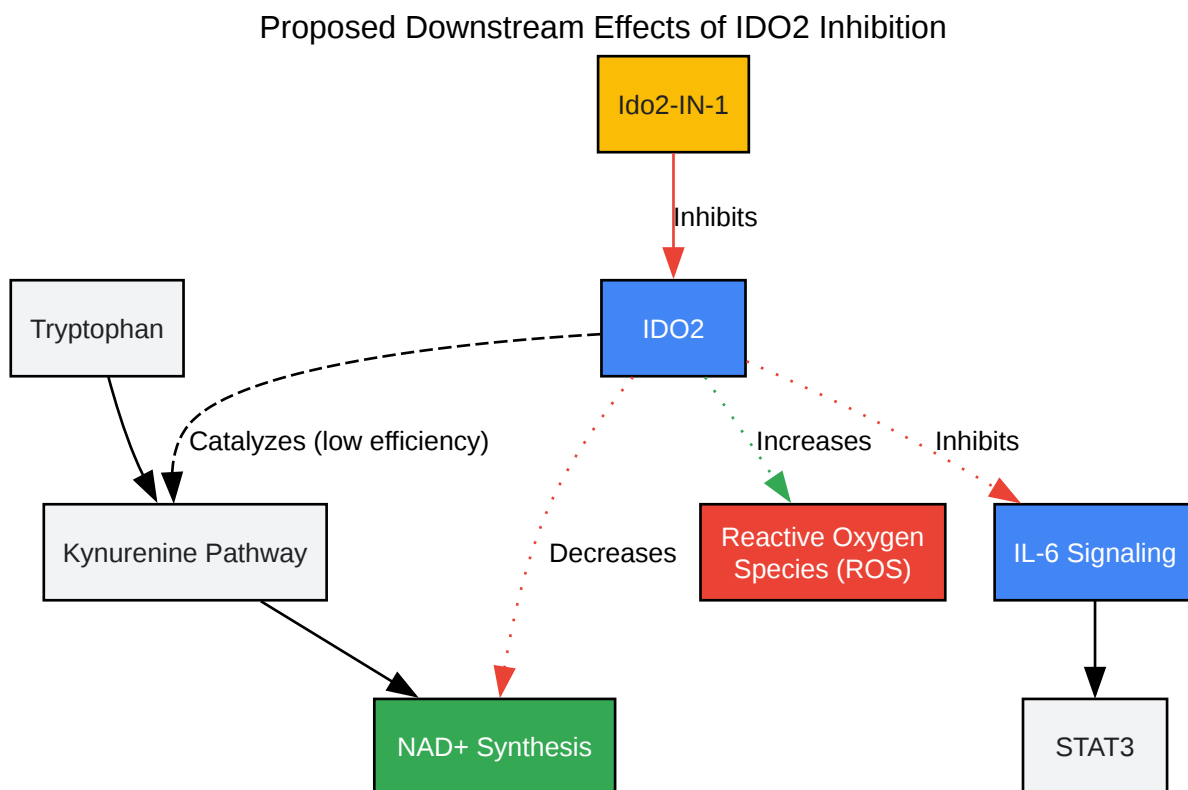 Proposed Downstream Effects of IDO2 Inhibition
Ido2-IN-1
Inhibits
Tryptophan
IDO2
Catalyzes (low efficiency)
Increases
Inhibits
Kynurenine Pathway
Decreases
Reactive Oxygen
Species (ROS)
IL-6 Signaling
NAD+ Synthesis
STAT3